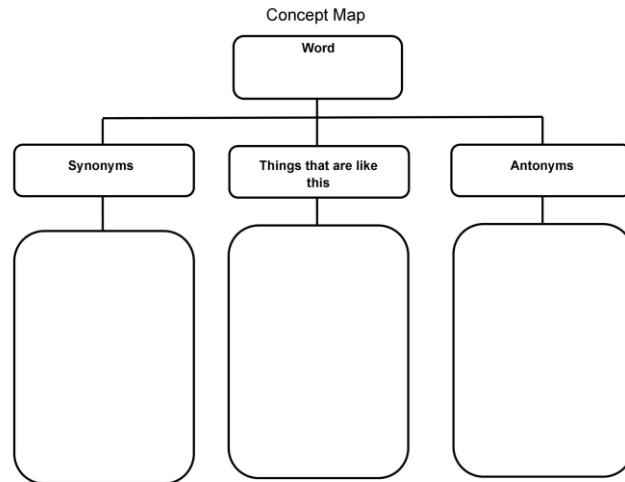 Concept Map
Word
Synonyms
Things that are like
this
Antonyms